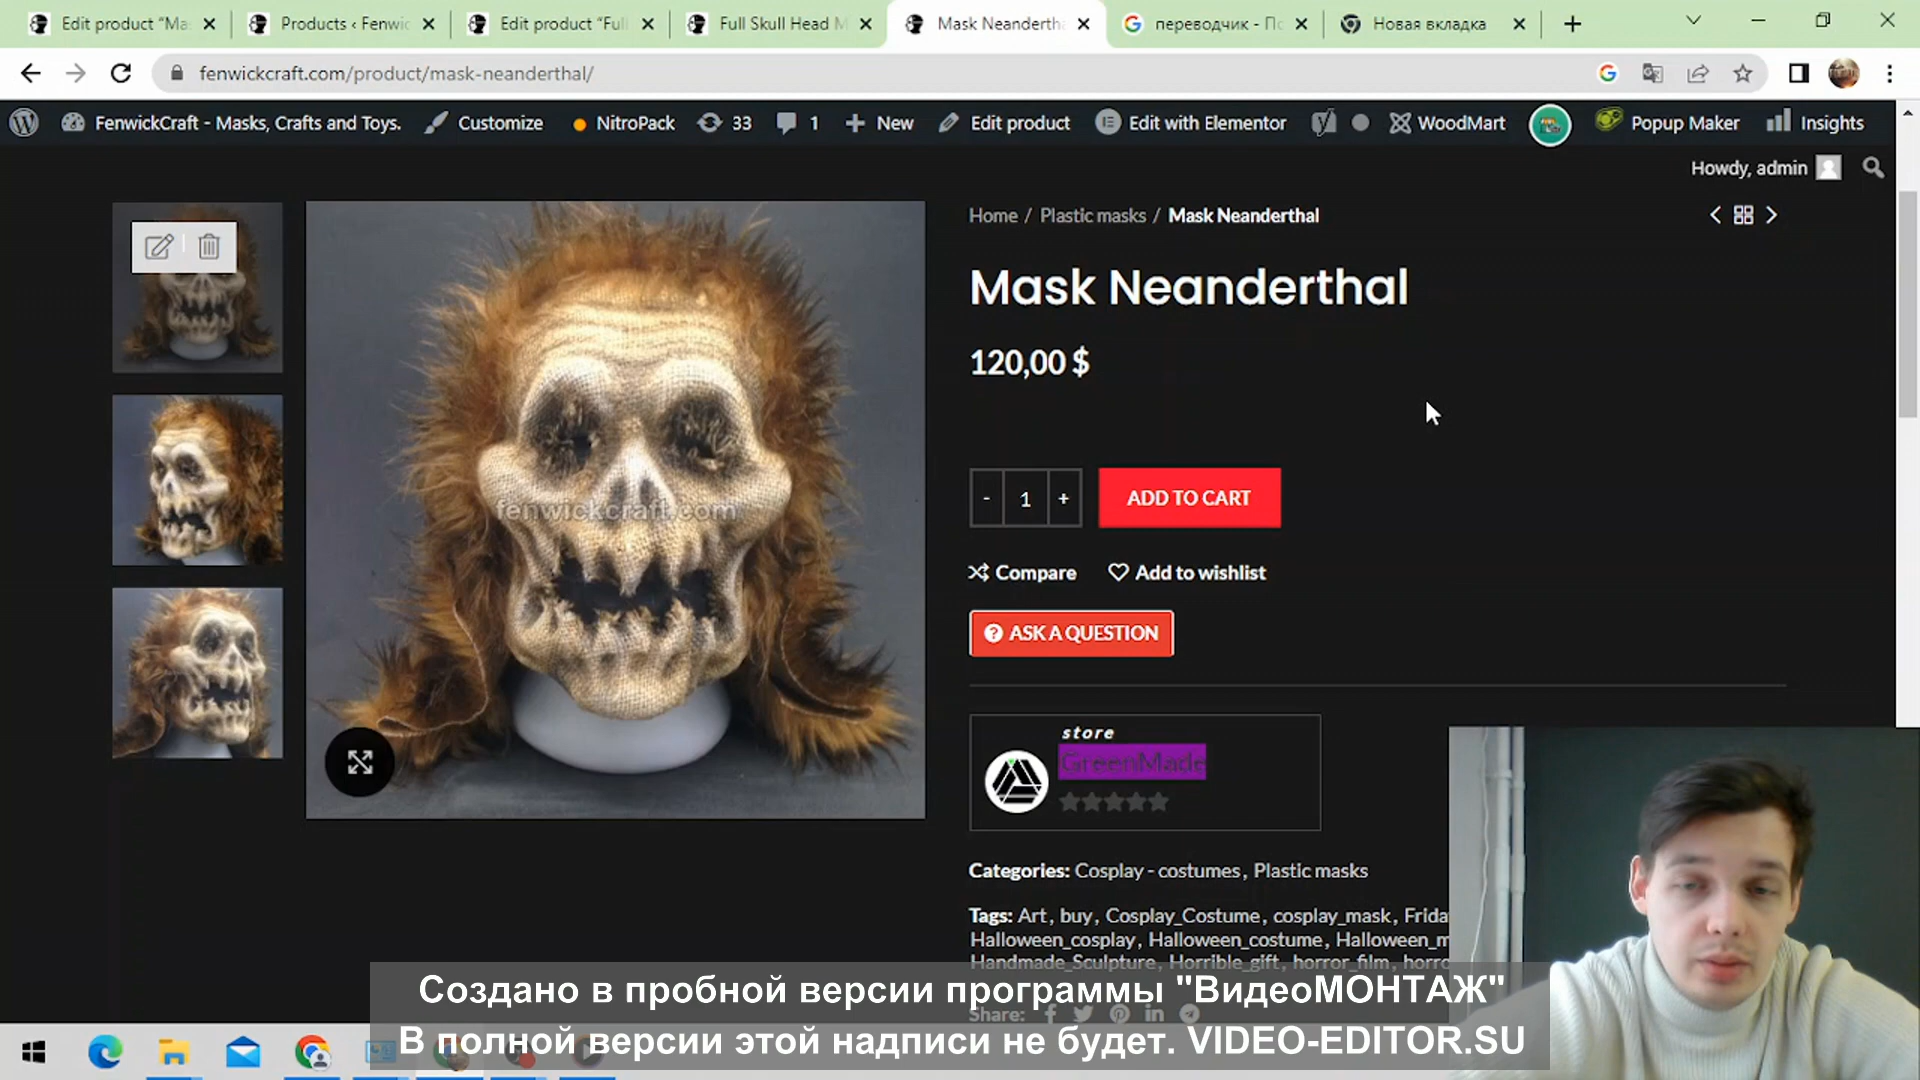 Edit product “Ma
Products ‹ Fenwic
Edit product “Full
Full Skull Head M
Mask Neandertha
переводчик - По
Новая вкладка
fenwickcraft.com/product/mask-neanderthal/
FenwickCraft - Masks, Crafts and Toys.
Customize
NitroPack
33
1
New
Edit product
Edit with Elementor
WoodMart
Popup Maker
Insights
Howdy, admin
Home / Plastic masks / Mask Neanderthal
Mask Neanderthal
120,00 $
fenwickcraft.com
- 1 +
ADD TO CART
Compare
Add to wishlist
ASK A QUESTION
store
GreenMade
Categories: Cosplay - costumes, Plastic masks
Tags: Art, buy, Cosplay_Costume, cosplay_mask, Frida
Halloween_cosplay, Halloween_costume, Halloween_m
Handmade_Sculpture, Horrible_gift, horror_film, horro
Share:
Создано в пробной версии программы "ВидеоМОНТАЖ"
В полной версии этой надписи не будет. VIDEO-EDITOR.SU